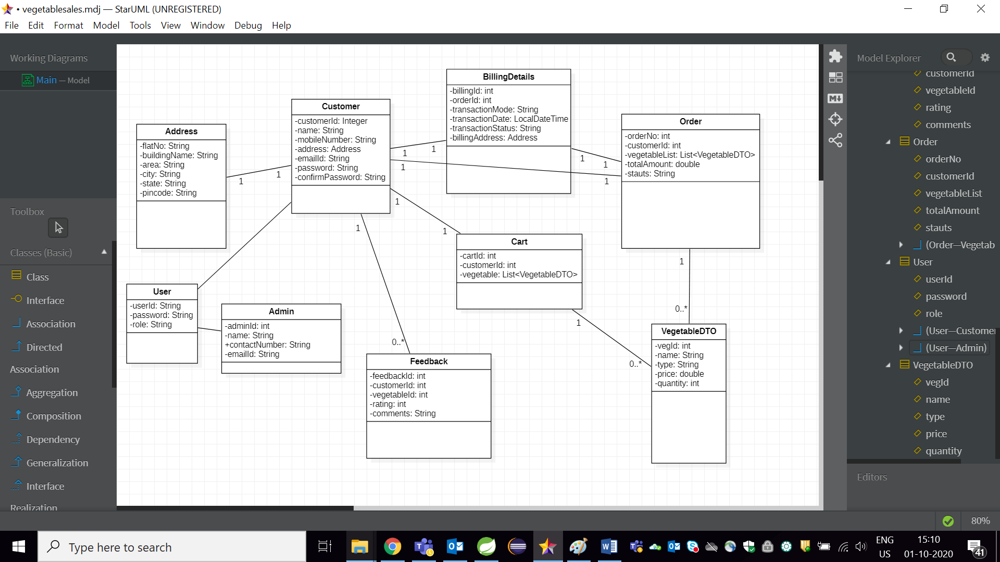 • vegetablesales.mdj — StarUML (UNREGISTERED)
File Edit Format Model Tools View Window Debug Help
Working Diagrams
Main — Model
Toolbox
Classes (Basic)
Class
Interface
Association
Directed
Association
Aggregation
Composition
Dependency
Generalization
Interface
Realization
Address
-flatNo: String
-buildingName: String
-area: String
-city: String
-state: String
-pincode: String
1
1
Customer
-customerId: Integer
-name: String
-mobileNumber: String
-address: Address
-emailId: String
-password: String
-confirmPassword: String
1
1
1
1
1
1
BillingDetails
-billingId: int
-orderId: int
-transactionMode: String
-transactionDate: LocalDateTime
-transactionStatus: String
-billingAddress: Address
1
1
1
Order
-orderNo: int
-customerId: int
-vegetableList: List<VegetableDTO>
-totalAmount: double
-stauts: String
1
0..*
Cart
-cartId: int
-customerId: int
-vegetable: List<VegetableDTO>
1
0..*
User
-userId: String
-password: String
-role: String
Admin
-adminId: int
-name: String
+contactNumber: String
-emailId: String
0..*
Feedback
-feedbackId: int
-customerId: int
-vegetableId: int
-rating: int
-comments: String
VegetableDTO
-vegId: int
-name: String
-type: String
-price: double
-quantity: int
M
Model Explorer
customerId
vegetableId
rating
comments
Order
orderNo
customerId
vegetableList
totalAmount
stauts
(Order—Vegetab
User
userId
password
role
(User—Customer
(User—Admin)
VegetableDTO
vegId
name
type
price
quantity
Editors
80%
Type here to search
ENG
US
15:10
01-10-2020
41